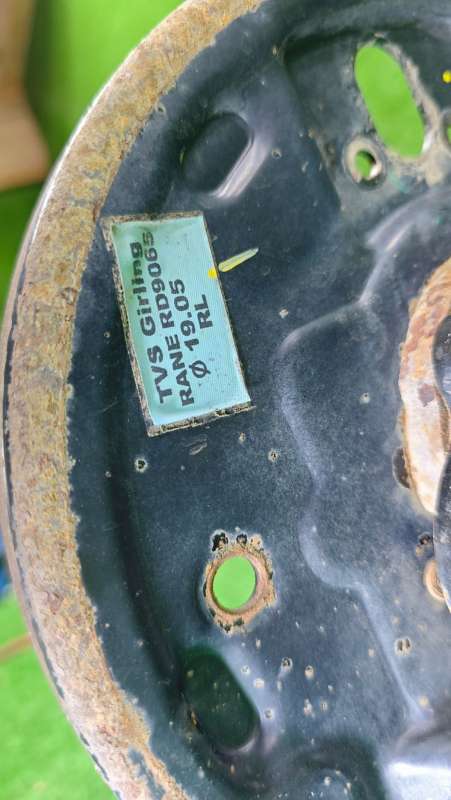 TVS Girling
RANE RD9065
Ø 19.05
RL